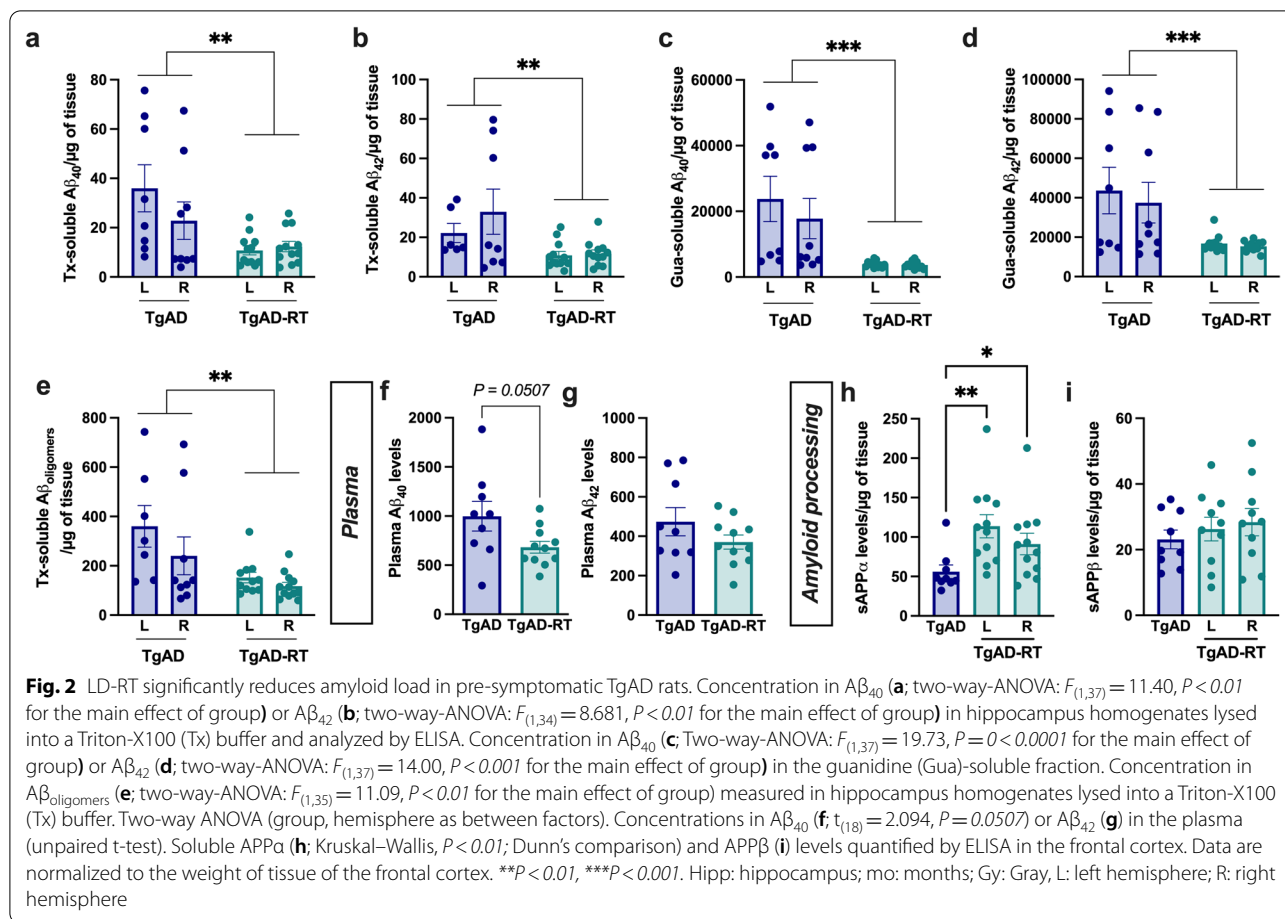 a
**
Tx-soluble Aβ40/µg of tissue
80
60
40
20
0
L R L R
TgAD TgAD-RT
b
**
Tx-soluble Aβ42/µg of tissue
100
80
60
40
20
0
L R L R
TgAD TgAD-RT
c
***
Gua-soluble Aβ40/µg of tissue
60000
40000
20000
0
L R L R
TgAD TgAD-RT
d
***
Gua-soluble Aβ42/µg of tissue
100000
80000
60000
40000
20000
0
L R L R
TgAD TgAD-RT
e
**
Tx-soluble Aβoligomers
/µg of tissue
800
600
400
200
0
L R L R
TgAD TgAD-RT
Plasma
f
P = 0.0507
Plasma Aβ40 levels
2000
1500
1000
500
0
TgAD TgAD-RT
g
Plasma Aβ42 levels
1000
800
600
400
200
0
TgAD TgAD-RT
Amyloid processing
h
*
**
sAPPα levels/µg of tissue
250
200
150
100
50
0
TgAD L R
TgAD-RT
i
sAPPβ levels/µg of tissue
60
40
20
0
TgAD L R
TgAD-RT
Fig. 2 LD-RT significantly reduces amyloid load in pre-symptomatic TgAD rats. Concentration in Aβ40 (a; two-way-ANOVA: F(1,37) = 11.40, P < 0.01
for the main effect of group) or Aβ42 (b; two-way-ANOVA: F(1,34) = 8.681, P < 0.01 for the main effect of group) in hippocampus homogenates lysed
into a Triton-X100 (Tx) buffer and analyzed by ELISA. Concentration in Aβ40 (c; Two-way-ANOVA: F(1,37) = 19.73, P = 0 < 0.0001 for the main effect of
group) or Aβ42 (d; two-way-ANOVA: F(1,37) = 14.00, P < 0.001 for the main effect of group) in the guanidine (Gua)-soluble fraction. Concentration in
Aβoligomers (e; two-way-ANOVA: F(1,35) = 11.09, P < 0.01 for the main effect of group) measured in hippocampus homogenates lysed into a Triton-X100
(Tx) buffer. Two-way ANOVA (group, hemisphere as between factors). Concentrations in Aβ40 (f; t(18) = 2.094, P = 0.0507) or Aβ42 (g) in the plasma
(unpaired t-test). Soluble APPα (h; Kruskal–Wallis, P < 0.01; Dunn's comparison) and APPβ (i) levels quantified by ELISA in the frontal cortex. Data are
normalized to the weight of tissue of the frontal cortex. **P < 0.01, ***P < 0.001. Hipp: hippocampus; mo: months; Gy: Gray, L: left hemisphere; R: right
hemisphere